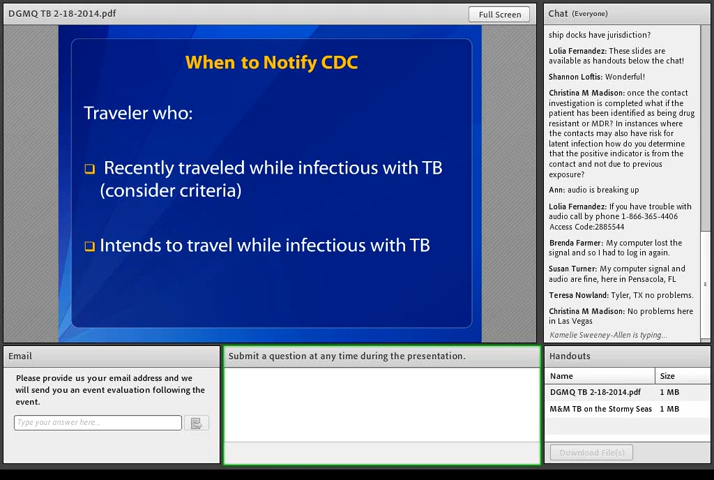 DGMQ TB 2-18-2014.pdf
Full Screen
When to Notify CDC
Traveler who:
Recently traveled while infectious with TB
(consider criteria)
Intends to travel while infectious with TB
Chat (Everyone)
ship docks have jurisdiction?
Lolia Fernandez: These slides are
available as handouts below the chat!
Shannon Loftis: Wonderful!
Christina M Madison: once the contact
investigation is completed what if the
patient has been identified as being drug
resistant or MDR? In instances where
the contacts may also have risk for
latent infection how do you determine
that the positive indicator is from the
contact and not due to previous
exposure?
Ann: audio is breaking up
Lolia Fernandez: If you have trouble with
audio call by phone 1-866-365-4406
Access Code:2885544
Brenda Farmer: My computer lost the
signal and so I had to log in again.
Susan Turner: My computer signal and
audio are fine, here in Pensacola, FL
Teresa Nowland: Tyler, TX no problems.
Christina M Madison: No problems here
in Las Vegas
Kamelie Sweeney-Allen is typing...
Email
Please provide us your email address and we
will send you an event evaluation following the
event.
Type your answer here...
Submit a question at any time during the presentation.
Handouts
Name Size
DGMQ TB 2-18-2014.pdf 1 MB
M&M TB on the Stormy Seas 1 MB
Download File(s)